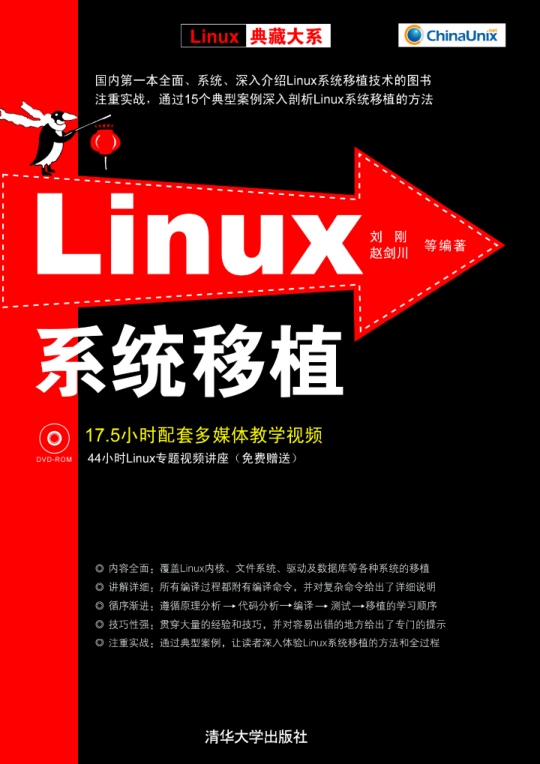 Linux 典藏大系
ChinaUnix.net
国内第一本全面、系统、深入介绍Linux系统移植技术的图书
注重实战，通过15个典型案例深入剖析Linux系统移植的方法
Linux
刘 刚
赵剑川 等编著
系统移植
DVD-ROM
17.5小时配套多媒体教学视频
44小时Linux专题视频讲座（免费赠送）
◎ 内容全面：覆盖Linux内核、文件系统、驱动及数据库等各种系统的移植
◎ 讲解详细：所有编译过程都附有编译命令，并对复杂命令给出了详细说明
◎ 循序渐进：遵循原理分析→代码分析→编译→测试→移植的学习顺序
◎ 技巧性强：贯穿大量的经验和技巧，并对容易出错的地方给出了专门的提示
◎ 注重实战：通过典型案例，让读者深入体验Linux系统移植的方法和全过程
清华大学出版社